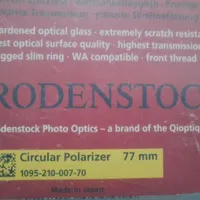 ardened optical glass - extremely scratch resista
est optical surface quality - highest transmission
gged slim ring - WA compatible - front thread
RODENSTOC
denstock Photo Optics – a brand of the Qioptiq
Circular Polarizer 77 mm
1095-210-007-70
Made in Japan